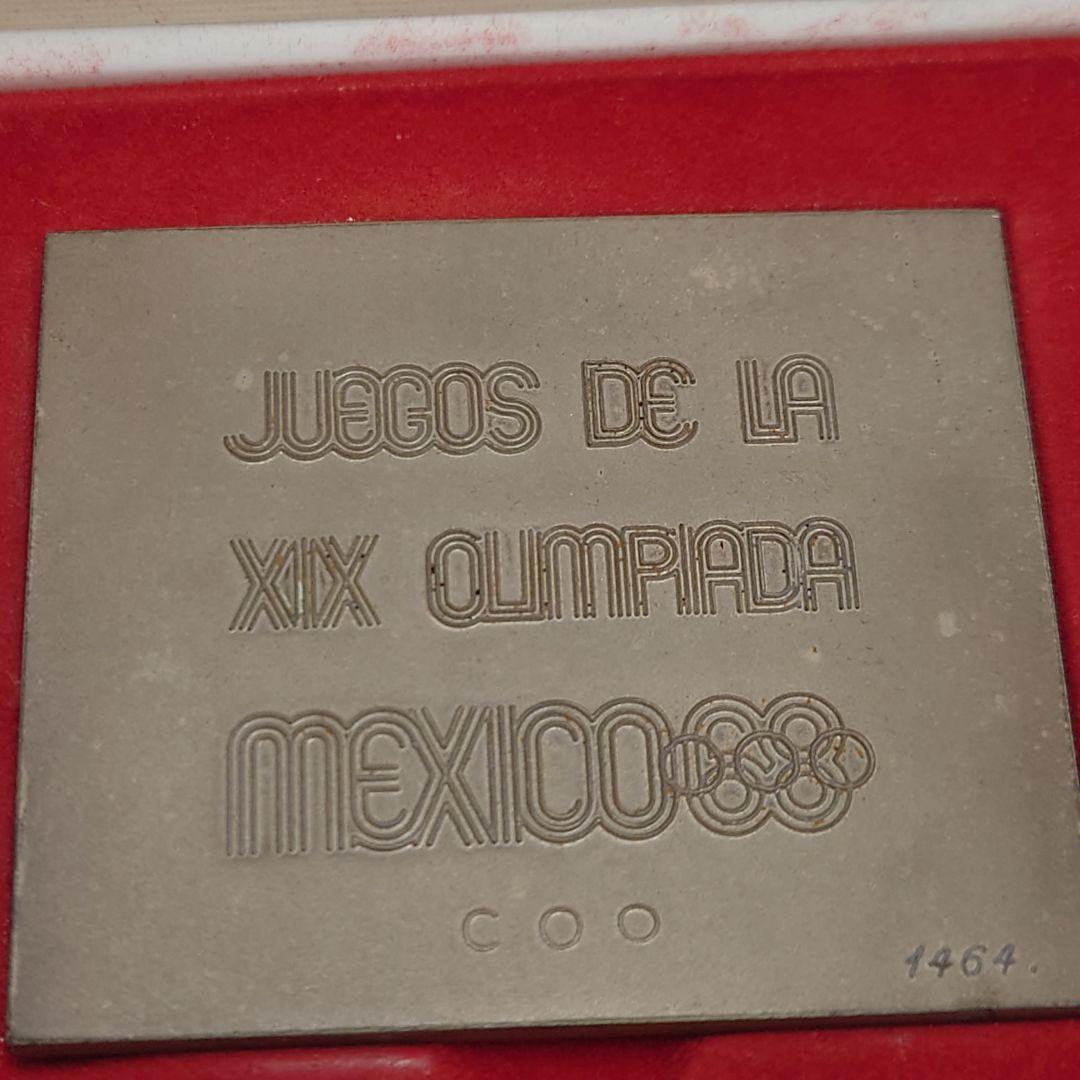 JUEGOS DE LA
XIX OLIMPIADA
MEXICO68
COO
1464.